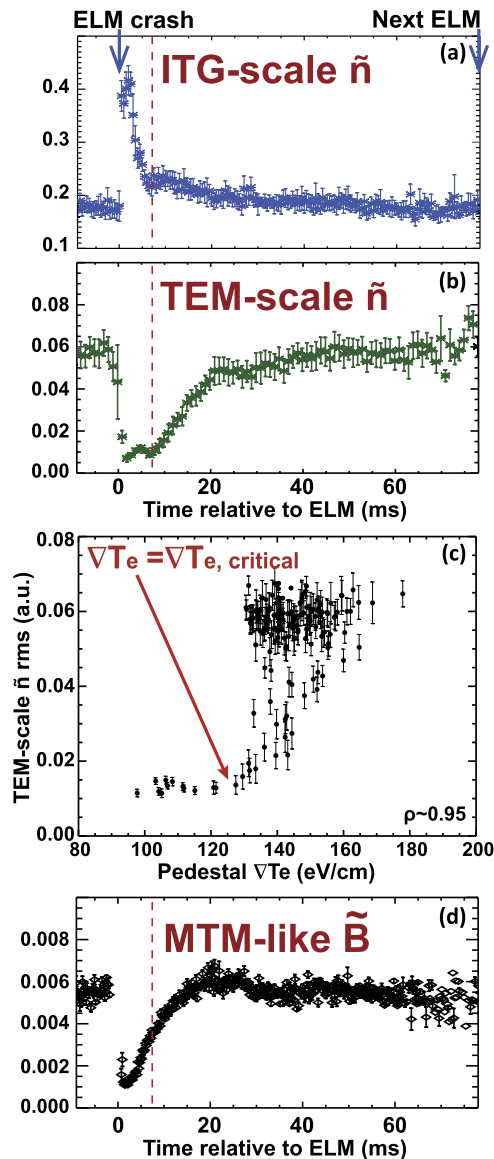 ELM crash
Next ELM
(a)
ITG-scale ñ
0.4
0.3
0.2
0.1
(b)
TEM-scale ñ
0.08
0.06
0.04
0.02
0.00
0 20 40 60
Time relative to ELM (ms)
(c)
∇Te =∇Te, critical
TEM-scale ñ rms (a.u.)
0.08
0.06
0.04
0.02
0.00
ρ~0.95
80 100 120 140 160 180 200
Pedestal ∇Te (eV/cm)
(d)
MTM-like B̃
0.008
0.006
0.004
0.002
0.000
0 20 40 60
Time relative to ELM (ms)